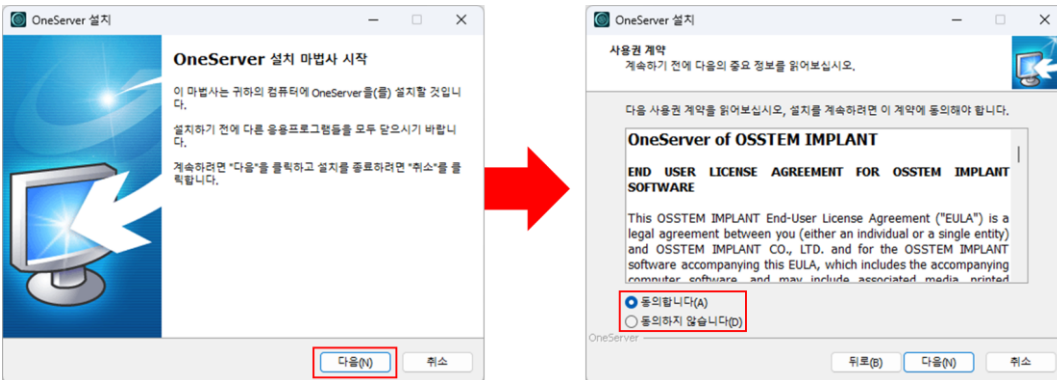 OneServer 설치
OneServer 설치 마법사 시작
이 마법사는 귀하의 컴퓨터에 OneServer을(를) 설치할 것입니
다.
설치하기 전에 다른 응용프로그램들을 모두 닫으시기 바랍니
다.
계속하려면 "다음"을 클릭하고 설치를 종료하려면 "취소"를 클
릭합니다.
다음(N)
취소
OneServer 설치
사용권 계약
계속하기 전에 다음의 중요 정보를 읽어보십시오.
다음 사용권 계약을 읽어보십시오, 설치를 계속하려면 이 계약에 동의해야 합니다.
OneServer of OSSTEM IMPLANT
END USER LICENSE AGREEMENT FOR OSSTEM IMPLANT
SOFTWARE
This OSSTEM IMPLANT End-User License Agreement ("EULA") is a
legal agreement between you (either an individual or a single entity)
and OSSTEM IMPLANT CO., LTD. and for the OSSTEM IMPLANT
software accompanying this EULA, which includes the accompanying
computer software, and may include associated media, printed
동의합니다(A)
동의하지 않습니다(D)
OneServer
뒤로(B)
다음(N)
취소